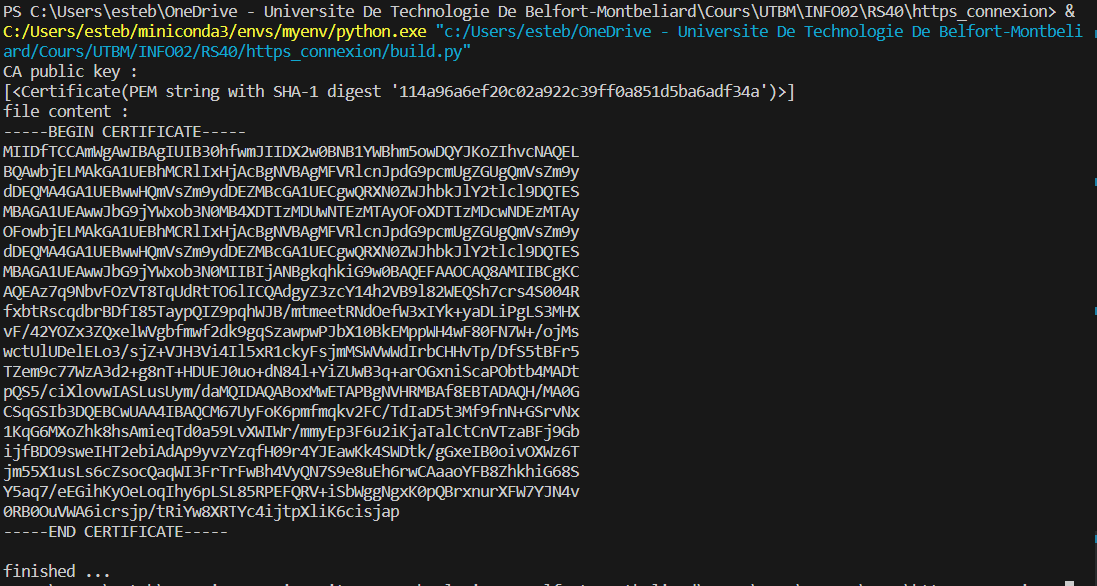 PS C:\Users\esteb\OneDrive - Universite De Technologie De Belfort-Montbeliard\Cours\UTBM\INFO02\RS40\https_connexion> &
C:/Users/esteb/miniconda3/envs/myenv/python.exe "c:/Users/esteb/OneDrive - Universite De Technologie De Belfort-Montbeli
ard/Cours/UTBM/INFO02/RS40/https_connexion/build.py"
CA public key :
[<Certificate(PEM string with SHA-1 digest '114a96a6ef20c02a922c39ff0a851d5ba6adf34a')>]
file content :
-----BEGIN CERTIFICATE-----
MIIDfTCCAmWgAwIBAgIUIB30hfwmJIIDX2w0BNB1YWBhm5owDQYJKoZIhvcNAQEL
BQAwbjELMAkGA1UEBhMCRlIxHjAcBgNVBAgMFVRlcnJpdG9pcmUgZGUgQmVsZm9y
dDEQMA4GA1UEBwwHQmVsZm9ydDEZMBcGA1UECgwQRXN0ZWJhbkJlY2tlcl9DQTES
MBAGA1UEAwwJbG9jYWxob3N0MB4XDTIzMDUwNTEzMTAyOFoXDTIzMDcwNDEzMTAy
OFowbjELMAkGA1UEBhMCRlIxHjAcBgNVBAgMFVRlcnJpdG9pcmUgZGUgQmVsZm9y
dDEQMA4GA1UEBwwHQmVsZm9ydDEZMBcGA1UECgwQRXN0ZWJhbkJlY2tlcl9DQTES
MBAGA1UEAwwJbG9jYWxob3N0MIIBIjANBgkqhkiG9w0BAQEFAAOCAQ8AMIIBCgKC
AQEAz7q9NbvFOzVT8TqUdRtTO6lICQAdgyZ3zcY14h2VB9l82WEQSh7crs4S004R
fxbtRscqdbrBDfI85TaypQIZ9pqhWJB/mtmeetRNdOefW3xIYk+yaDLiPgLS3MHX
vF/42YOZx3ZQxelWVgbfmwf2dk9gqSzawpwPJbX10BkEMppWH4wF80FN7W+/ojMs
wctUlUDelELo3/sjZ+VJH3Vi4Il5xR1ckyFsjmMSWVwWdIrbCHHvTp/DfS5tBFr5
TZem9c77WzA3d2+g8nT+HDUEJ0uo+dN84l+YiZUwB3q+arOGxniScaPObtb4MADt
pQS5/ciXlovwIASLusUym/daMQIDAQABoxMwETAPBgNVHRMBAf8EBTADAQH/MA0G
CSqGSIb3DQEBCwUAA4IBAQCM67UyFoK6pmfmqkv2FC/TdIaD5t3Mf9fnN+GSrvNx
1KqG6MXoZhk8hsAmieqTd0a59LvXWIWr/mmyEp3F6u2iKjaTalCtCnVTzaBFj9Gb
ijfBDO9sweIHT2ebiAdAp9yvzYzqfH09r4YJEawKk4SWDtk/gGxeIB0oivOXWz6T
jm55X1usLs6cZsocQaqWI3FrTrFwBh4VyQN7S9e8uEh6rwCAaaoYFB8ZhkhiG68S
Y5aq7/eEGihKyOeLoqIhy6pLSL85RPEFQRV+iSbWggNgxK0pQBrxnurXFW7YJN4v
0RB0OuVWA6icrsjp/tRiYw8XRTYc4ijtpXliK6cisjap
-----END CERTIFICATE-----
finished ...